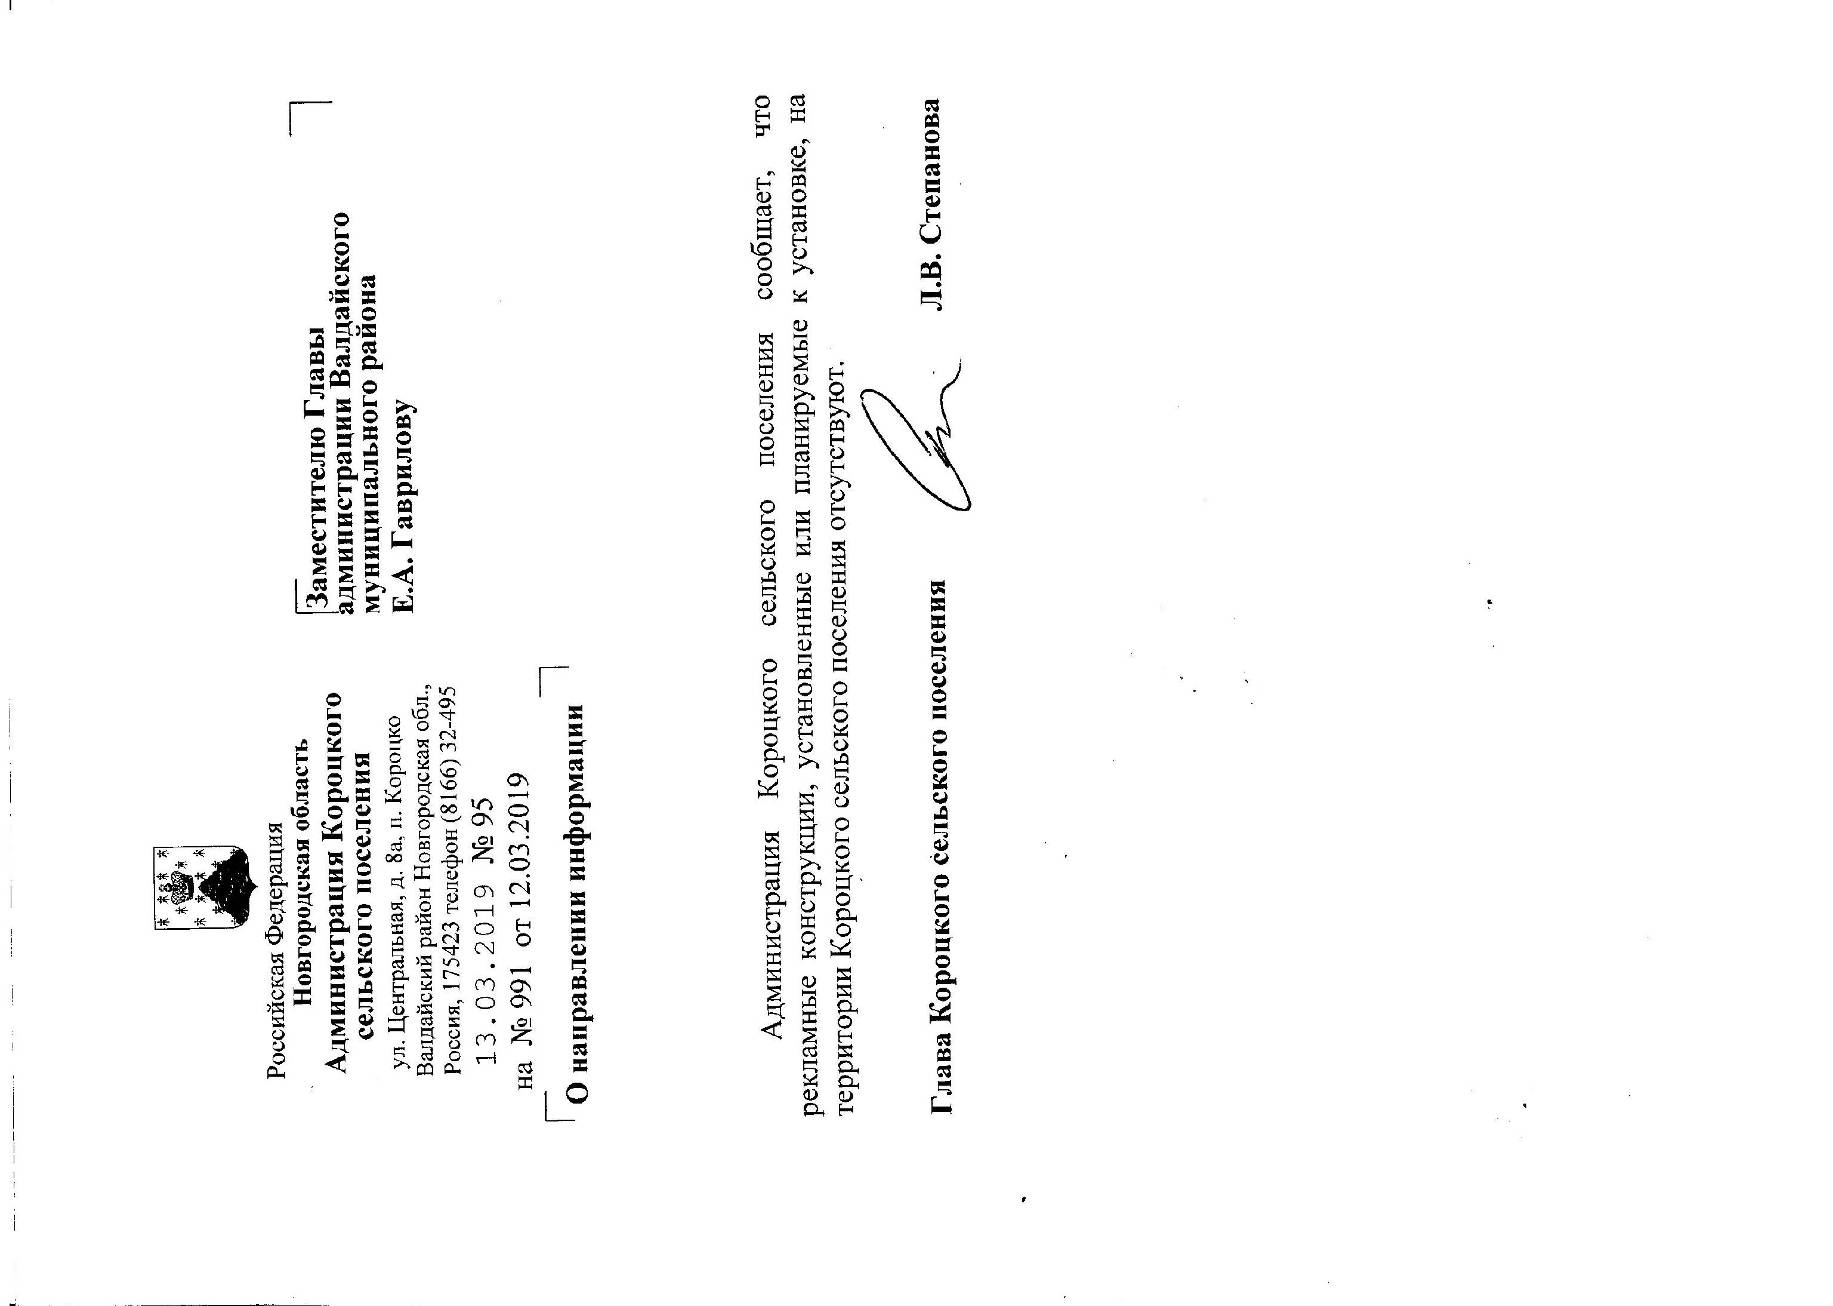 Российская Федерация
Новгородская область
Администрация Короцкого
сельского поселения
ул. Центральная, д. 8а, п. Короцко
Валдайский район Новгородская обл.,
Россия, 175423 телефон (8166) 32-495
13.03.2019 № 95
на № 991 от 12.03.2019
О направлении информации
Заместителю Главы
администрации Валдайского
муниципального района
Е.А. Гаврилову
Администрация Короцкого сельского поселения сообщает, что
рекламные конструкции, установленные или планируемые к установке, на
территории Короцкого сельского поселения отсутствуют.
Глава Короцкого сельского поселения Л.В. Степанова